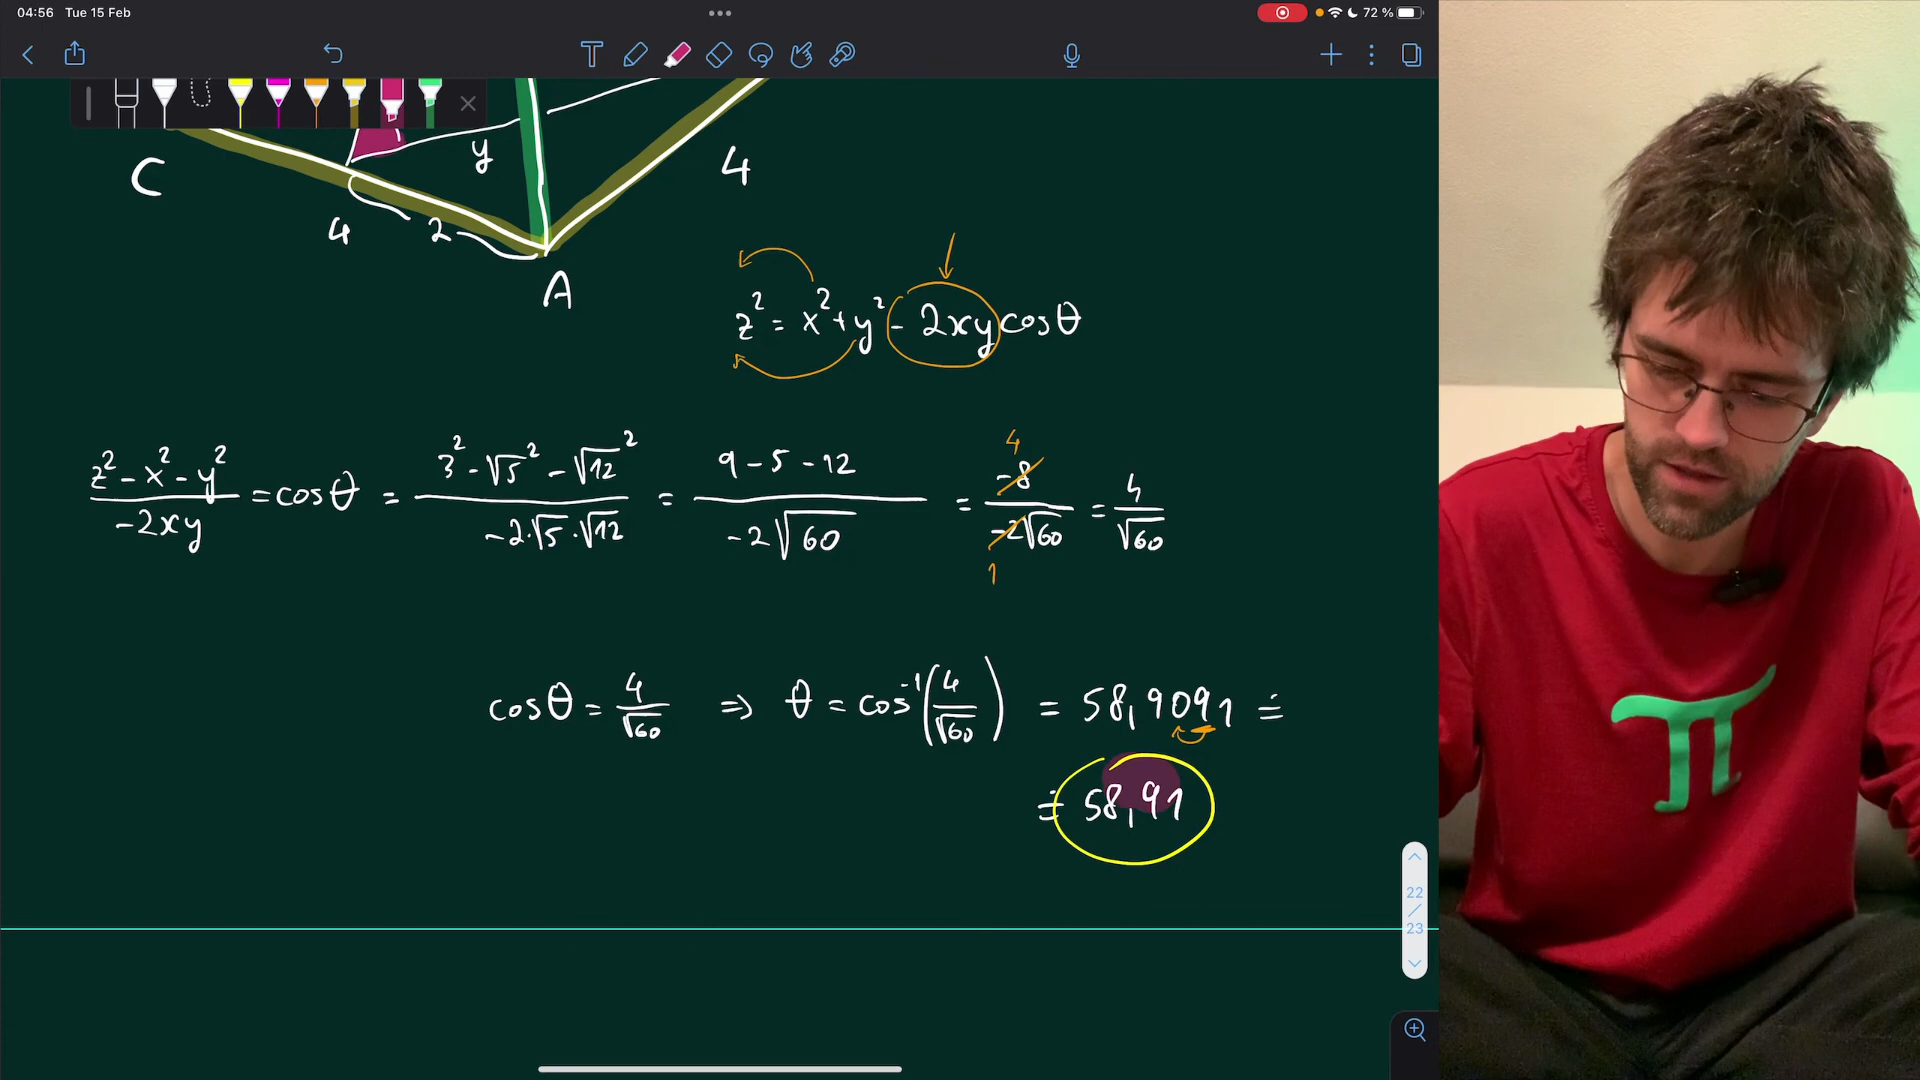 04:56 Tue 15 Feb
72 %
C
y
4
4
2
A
z² = x² + y² - 2xy cosθ
4
(z² - x² - y²)/(-2xy) = cosθ = (3² - √5² - √12²)/(-2·√5·√12) = (9 - 5 - 12)/(-2√60) = -8/(-2√60) = 4/√60
1
cosθ = 4/√60 ⇒ θ = cos⁻¹(4/√60) = 58,9091 ≐
≐ 58,91
22
/
23
π